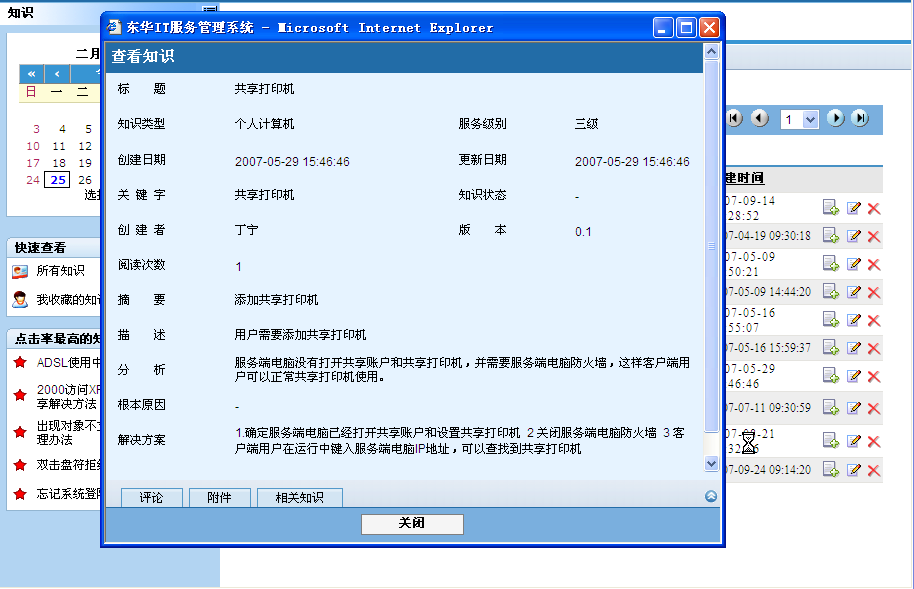 知识
东华IT服务管理系统 - Microsoft Internet Explorer
查看知识
标 题 共享打印机
知识类型 个人计算机 服务级别 三级
创建日期 2007-05-29 15:46:46 更新日期 2007-05-29 15:46:46
关 键 字 共享打印机 知识状态 -
创 建 者 丁宁 版 本 0.1
阅读次数 1
摘 要 添加共享打印机
描 述 用户需要添加共享打印机
分 析 服务端电脑没有打开共享账户和共享打印机，并需要服务端电脑防火墙，这样客户端用
户可以正常共享打印机使用。
根本原因 -
解决方案 1.确定服务端电脑已经打开共享账户和设置共享打印机 2 关闭服务端电脑防火墙 3 客
户端用户在运行中键入服务端电脑IP地址，可以查找到共享打印机
评论 附件 相关知识
关闭
二月
« ‹
日 一 二
3 4 5
10 11 12
17 18 19
24 25 26
选
快速查看
所有知识
我收藏的知
点击率最高的
ADSL使用
2000访问XP
享解决方法
出现对象不
理办法
双击盘符拒
忘记系统登
1
建时间
07-09-14
28:52
07-04-19 09:30:18
07-05-09
50:21
07-05-09 14:44:20
07-05-16
55:07
07-05-16 15:59:37
07-05-29
46:46
07-07-11 09:30:59
07-09-24 09:14:20